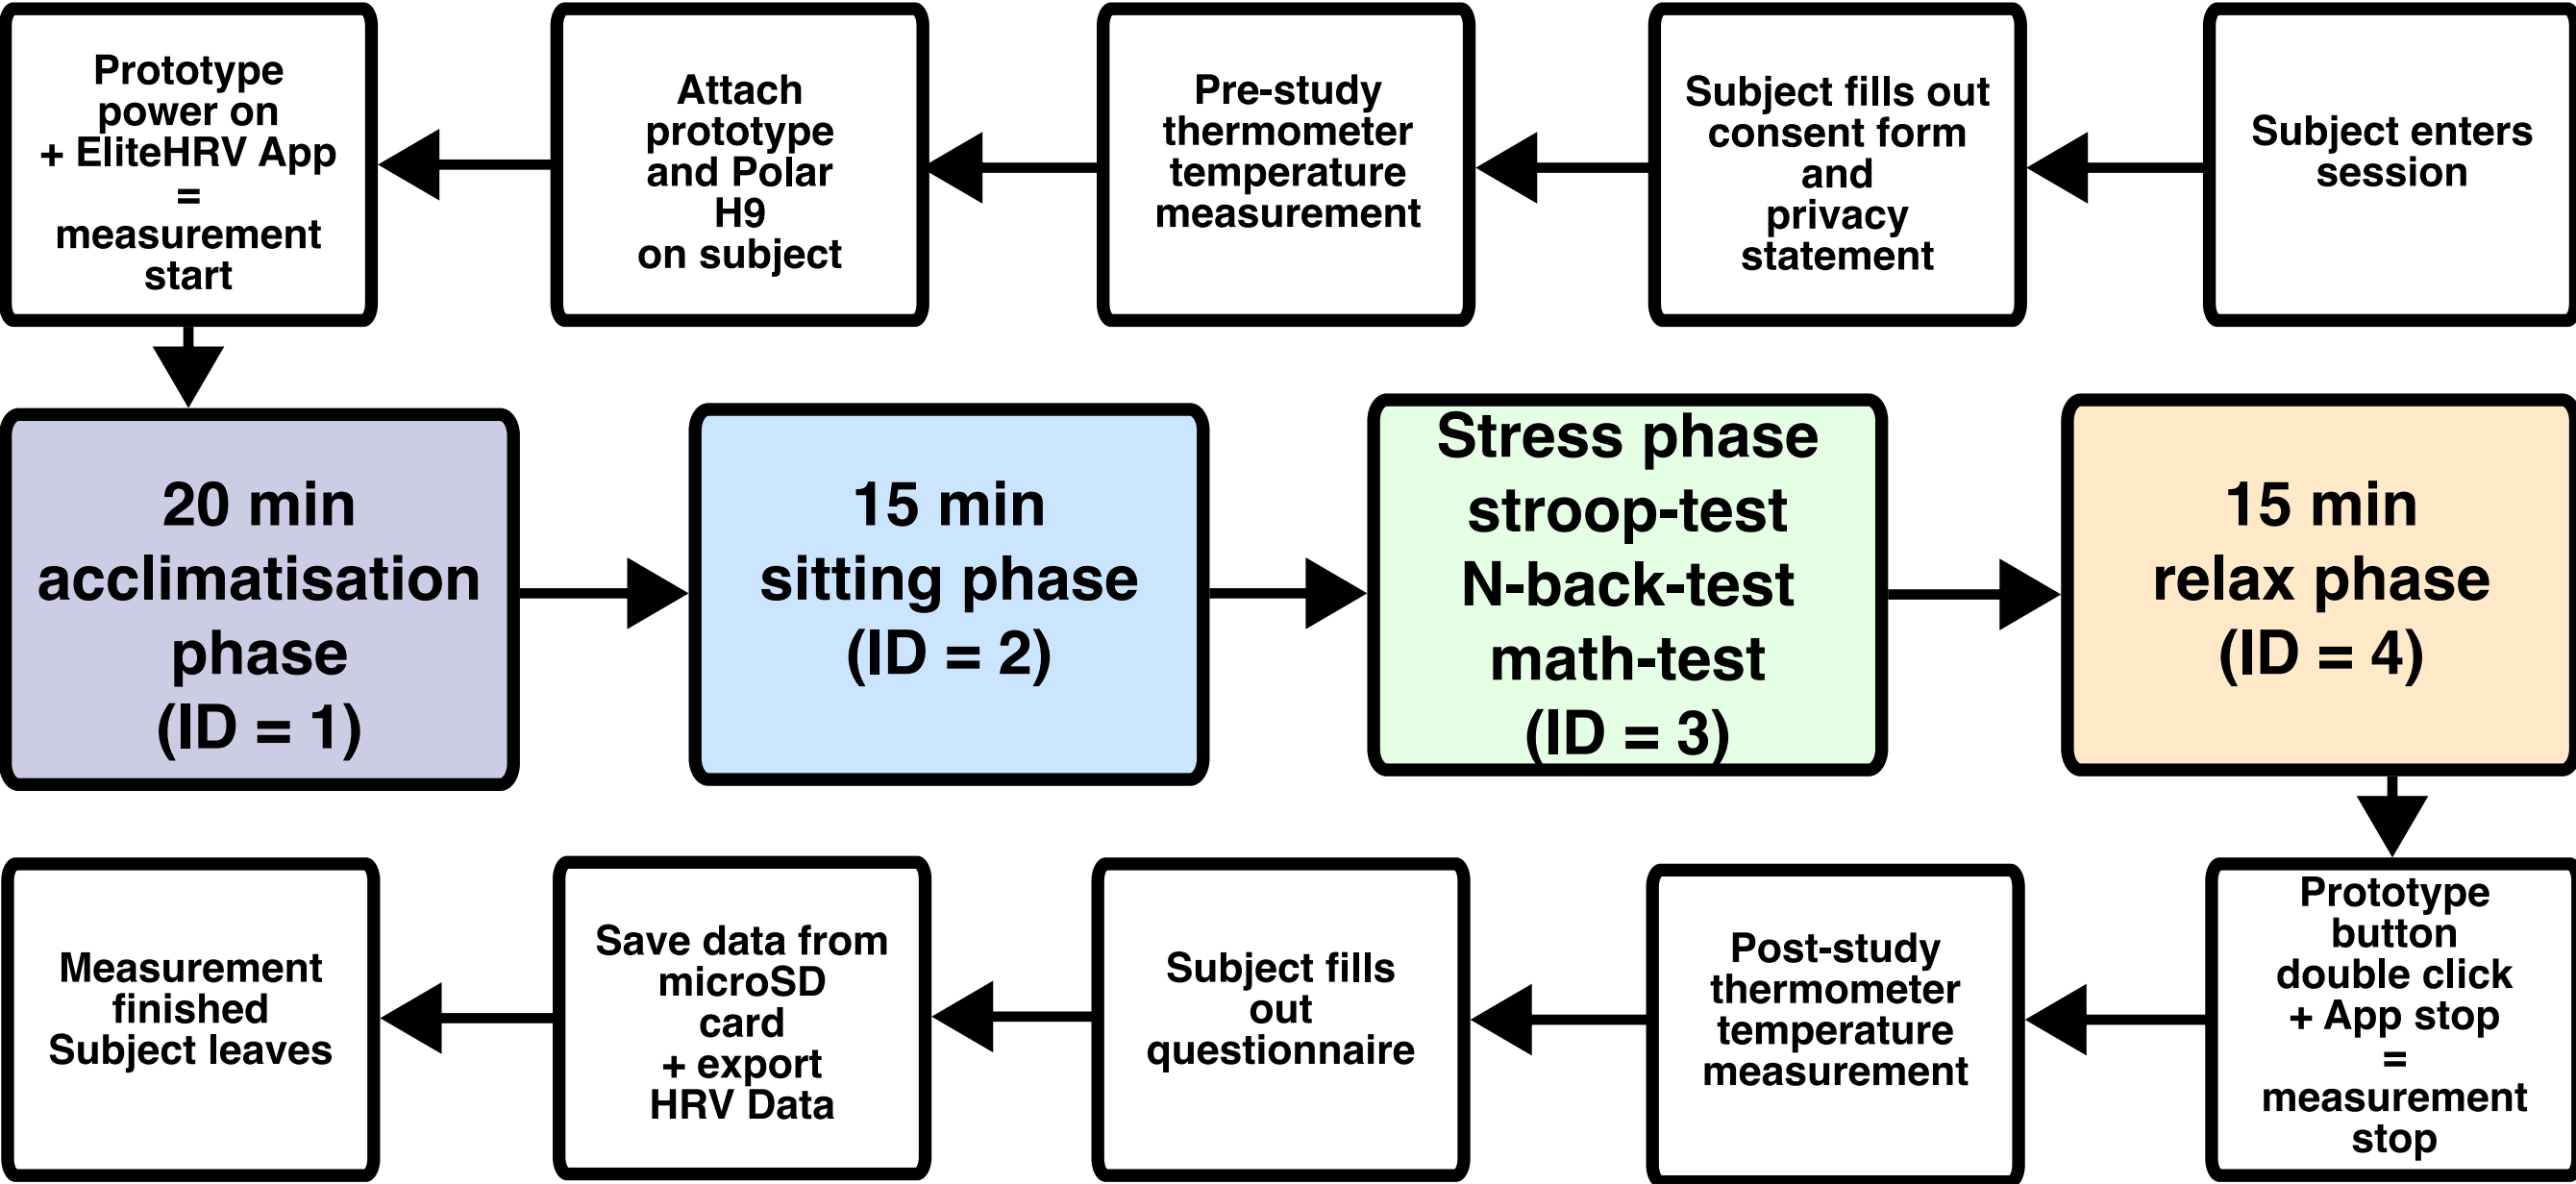 Subject enters
session
Subject fills out
consent form
and
privacy
statement
Pre-study
thermometer
temperature
measurement
Attach
prototype
and Polar
H9
on subject
Prototype
power on
+ EliteHRV App
=
measurement
start
20 min
acclimatisation
phase
(ID = 1)
15 min
sitting phase
(ID = 2)
Stress phase
stroop-test
N-back-test
math-test
(ID = 3)
15 min
relax phase
(ID = 4)
Prototype
button
double click
+ App stop
=
measurement
stop
Post-study
thermometer
temperature
measurement
Subject fills
out
questionnaire
Save data from
microSD
card
+ export
HRV Data
Measurement
finished
Subject leaves